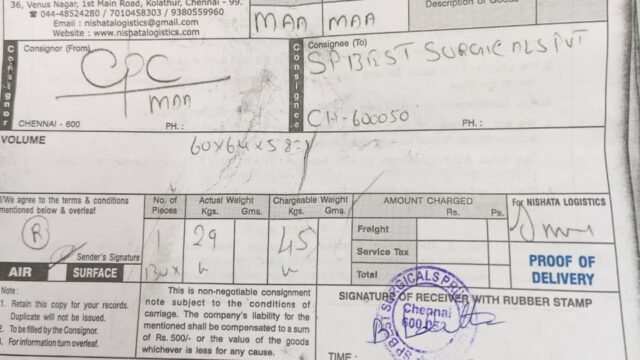 36, Venus Nagar, 1st Main Road, Kolathur, Chennai - 99.
044-48524280 / 7010458303 / 9380559960
Email : nishatalogistics@gmail.com
Website : www.nishatalogistics.com
MAA MAA
Description of Goods
Consignor
Consignor (From)
CPC
MAA
CHENNAI - 600 PH. :
Consignee
Consignee (To)
SPBEST SURGICALS PVT
CH-600050
PH. :
VOLUME
60X64X58
I/We agree to the terms & conditions
mentioned below & overleaf
R
Sender's Signature
AIR SURFACE
No. of Pieces
Actual Weight
Kgs. Gms.
Chargeable Weight
Kgs. Gms.
1 29 45
BOX
AMOUNT CHARGED
Rs. Ps.
Freight
Service Tax
Total
For NISHATA LOGISTICS
PROOF OF
DELIVERY
Note :
1. Retain this copy for your records.
Duplicate will not be issued.
2. To be filled by the Consignor.
3. For information turn overleaf.
This is non-negotiable consignment
note subject to the conditions of
carriage. The company's liability for
the mentioned shall be compensated to a sum
of Rs. 500/- or the value of the goods
whichever is less for any cause.
SIGNATURE OF RECEIVER WITH RUBBER STAMP
SPBEST SURGICALS
Chennai
TIME :